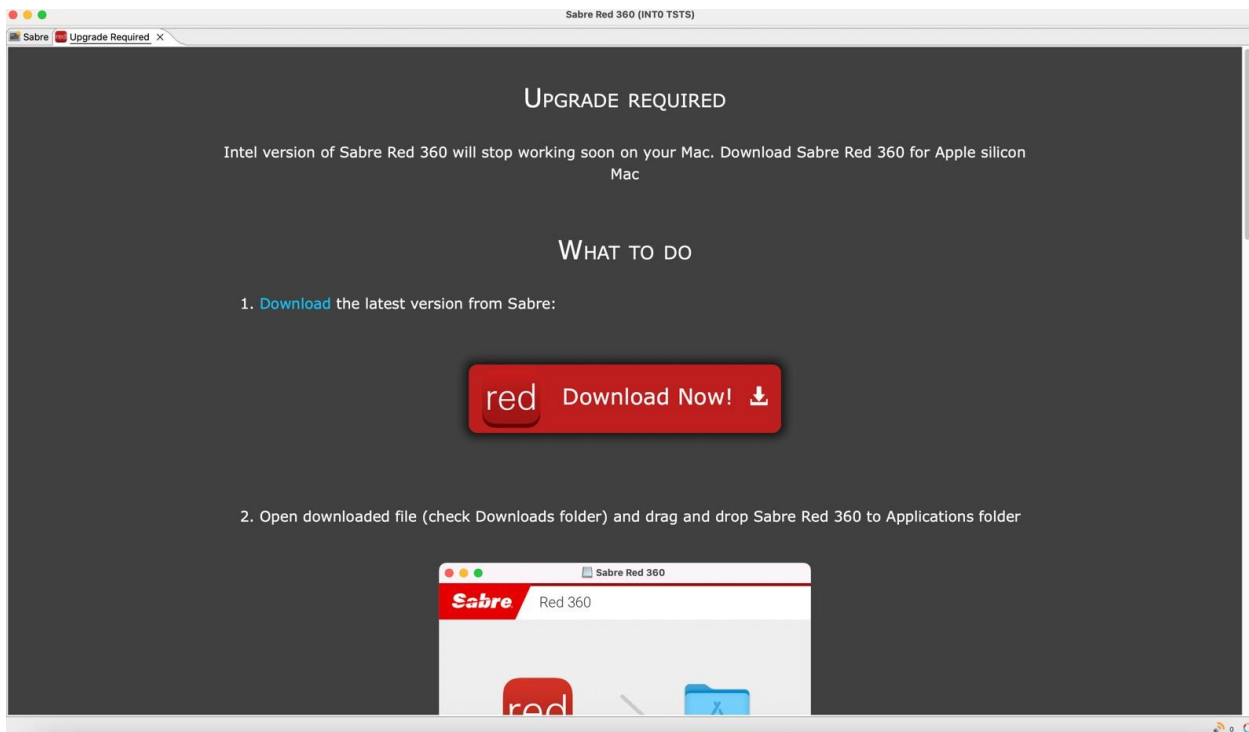 Sabre Red 360 (INT0 TSTS)
Sabre
red
Upgrade Required
UPGRADE REQUIRED
Intel version of Sabre Red 360 will stop working soon on your Mac. Download Sabre Red 360 for Apple silicon
Mac
WHAT TO DO
1. Download the latest version from Sabre:
red Download Now!
2. Open downloaded file (check Downloads folder) and drag and drop Sabre Red 360 to Applications folder
Sabre Red 360
Sabre Red 360
red
0